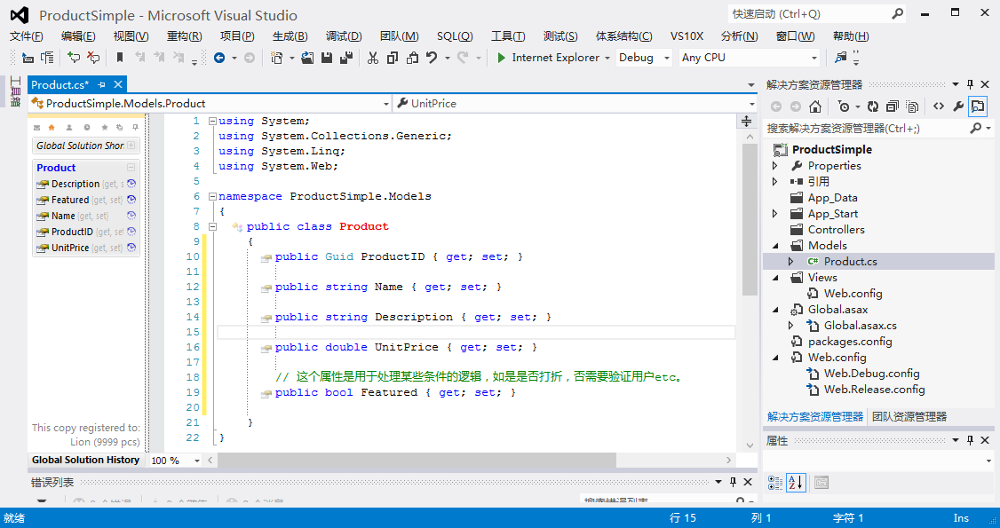 ProductSimple - Microsoft Visual Studio
快速启动 (Ctrl+Q)
文件(F) 编辑(E) 视图(V) 重构(R) 项目(P) 生成(B) 调试(D) 团队(M) SQL(Q) 工具(T) 测试(S) 体系结构(C) VS10X 分析(N) 窗口(W) 帮助(H)
Internet Explorer Debug Any CPU
工具箱
Product.cs*
ProductSimple.Models.Product UnitPrice
Global Solution Shor
Product
Description (get, s
Featured (get, set)
Name (get, set)
ProductID (get, set
UnitPrice (get, set)
This copy registered to:
Lion (9999 pcs)
Global Solution History
1 using System;
2 using System.Collections.Generic;
3 using System.Linq;
4 using System.Web;
5
6 namespace ProductSimple.Models
7 {
8 public class Product
9 {
10 public Guid ProductID { get; set; }
11
12 public string Name { get; set; }
13
14 public string Description { get; set; }
15
16 public double UnitPrice { get; set; }
17
18 // 这个属性是用于处理某些条件的逻辑，如是是否打折，否需要验证用户etc。
19 public bool Featured { get; set; }
20
21 }
22 }
100 %
解决方案资源管理器
搜索解决方案资源管理器(Ctrl+;)
ProductSimple
Properties
引用
App_Data
App_Start
Controllers
Models
C# Product.cs
Views
Web.config
Global.asax
Global.asax.cs
packages.config
Web.config
Web.Debug.config
Web.Release.config
解决方案资源管理器 团队资源管理器
属性
错误列表
搜索错误列表
就绪 行 15 列 1 字符 1 Ins